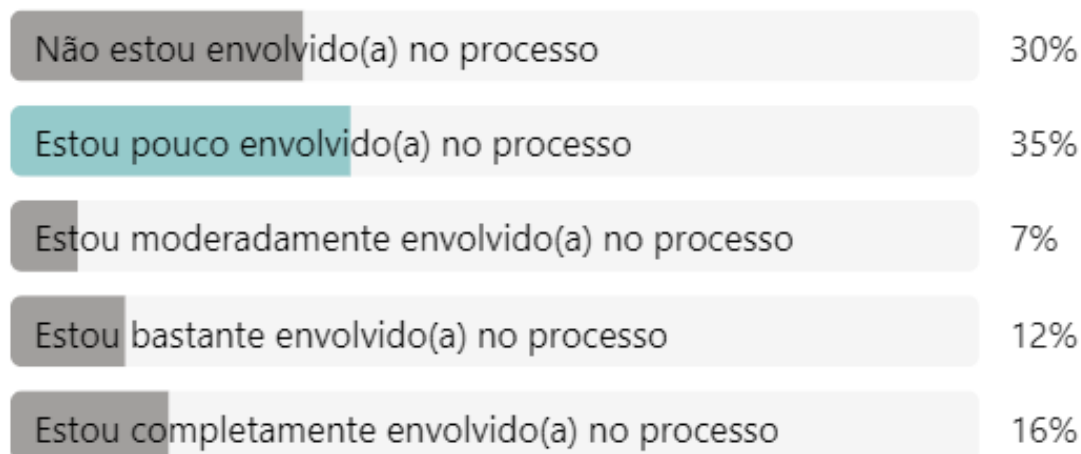 Não estou envolvido(a) no processo 30%
Estou pouco envolvido(a) no processo 35%
Estou moderadamente envolvido(a) no processo 7%
Estou bastante envolvido(a) no processo 12%
Estou completamente envolvido(a) no processo 16%